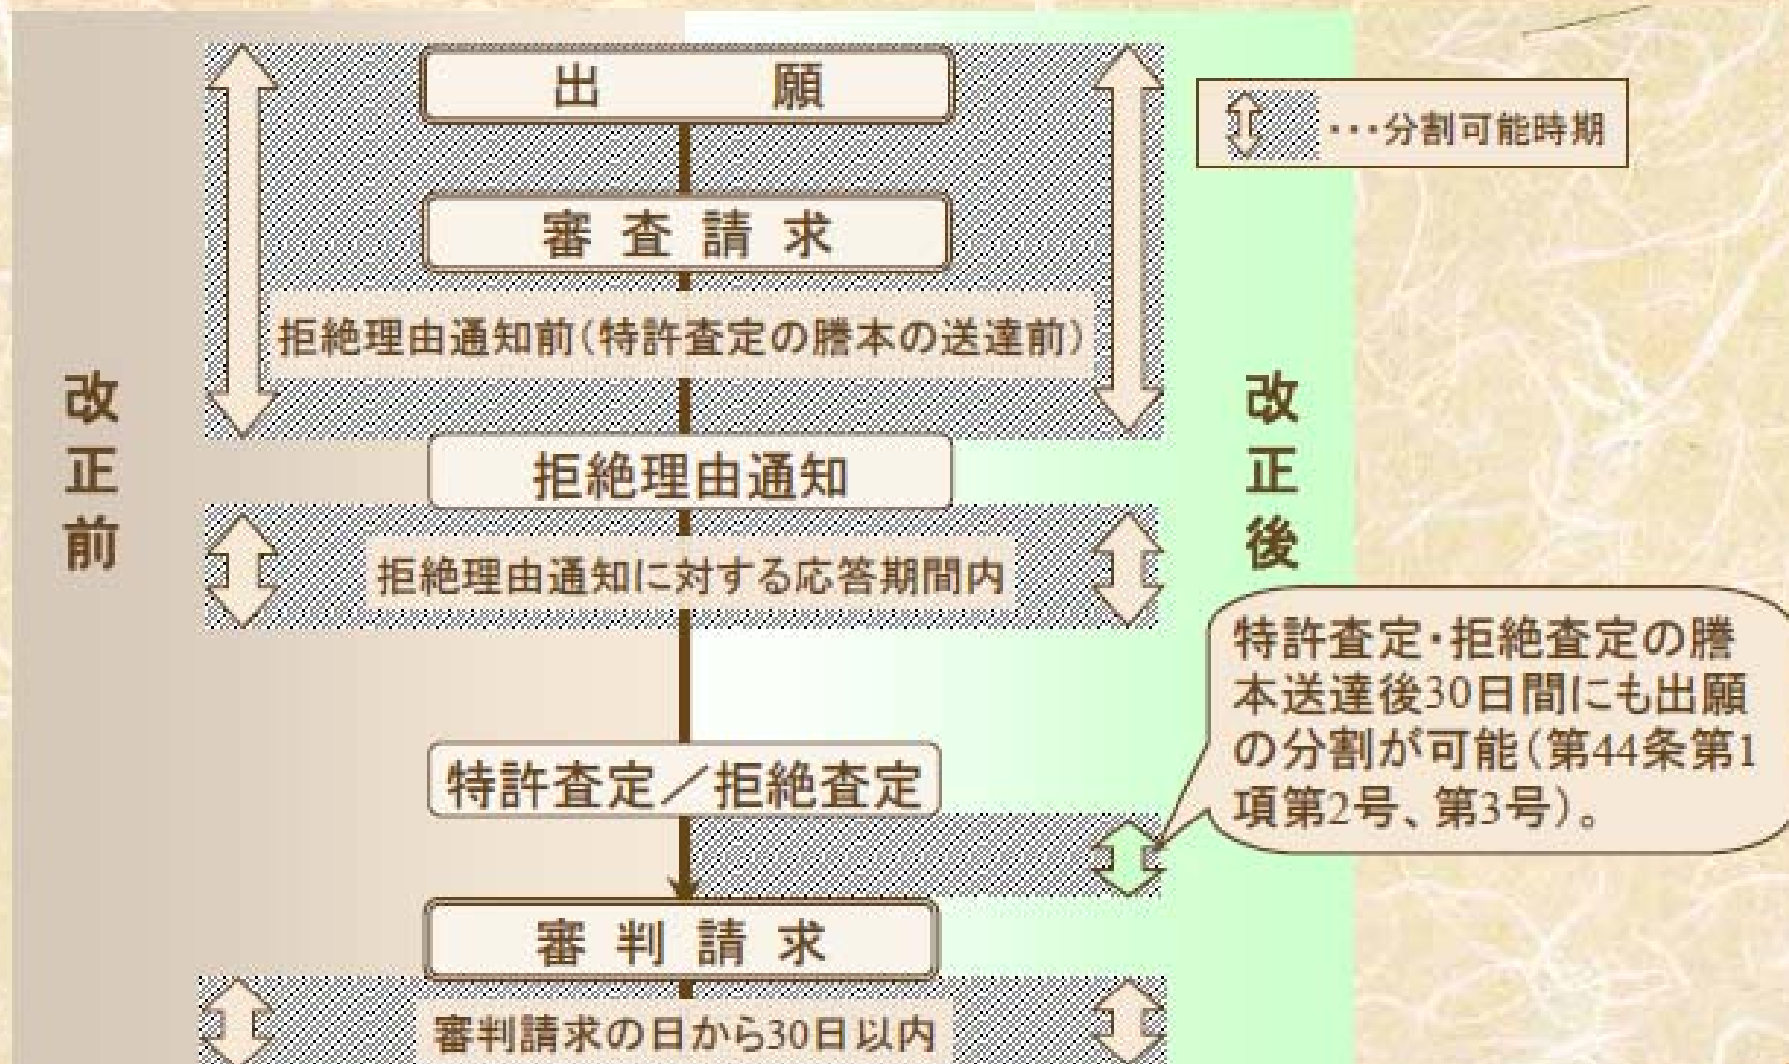 出 願
・・・分割可能時期
審査請求
拒絶理由通知前(特許査定の謄本の送達前)
改正前
改正後
拒絶理由通知
拒絶理由通知に対する応答期間内
特許査定・拒絶査定の謄
本送達後30日間にも出願
の分割が可能(第44条第1
項第2号、第3号)。
特許査定/拒絶査定
審判請求
審判請求の日から30日以内